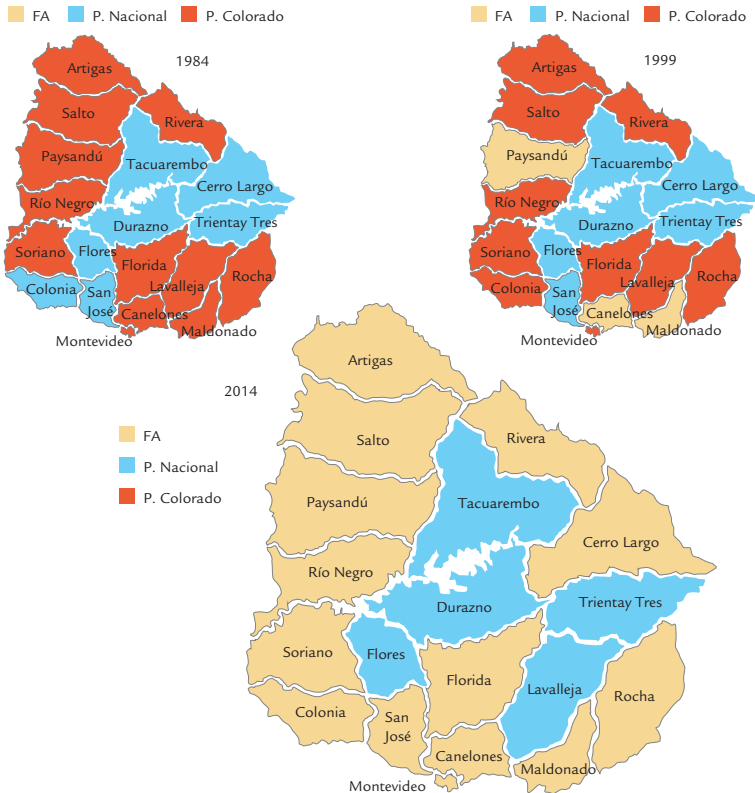 FA P. Nacional P. Colorado
1984
Artigas
Salto
Rivera
Paysandú
Tacuarembo
Cerro Largo
Río Negro
Durazno
Trientay Tres
Soriano
Flores
Florida
Rocha
Colonia
San
José
Lavalleja
Canelones
Maldonado
Montevideo
FA P. Nacional P. Colorado
1999
Artigas
Salto
Rivera
Paysandú
Tacuarembo
Cerro Largo
Río Negro
Durazno
Trientay Tres
Soriano
Flores
Florida
Rocha
Colonia
San
José
Lavalleja
Canelones
Maldonado
Montevideo
2014
FA
P. Nacional
P. Colorado
Artigas
Salto
Rivera
Paysandú
Tacuarembo
Cerro Largo
Río Negro
Durazno
Trientay Tres
Soriano
Flores
Florida
Lavalleja
Rocha
Colonia
San
José
Canelones
Maldonado
Montevideo